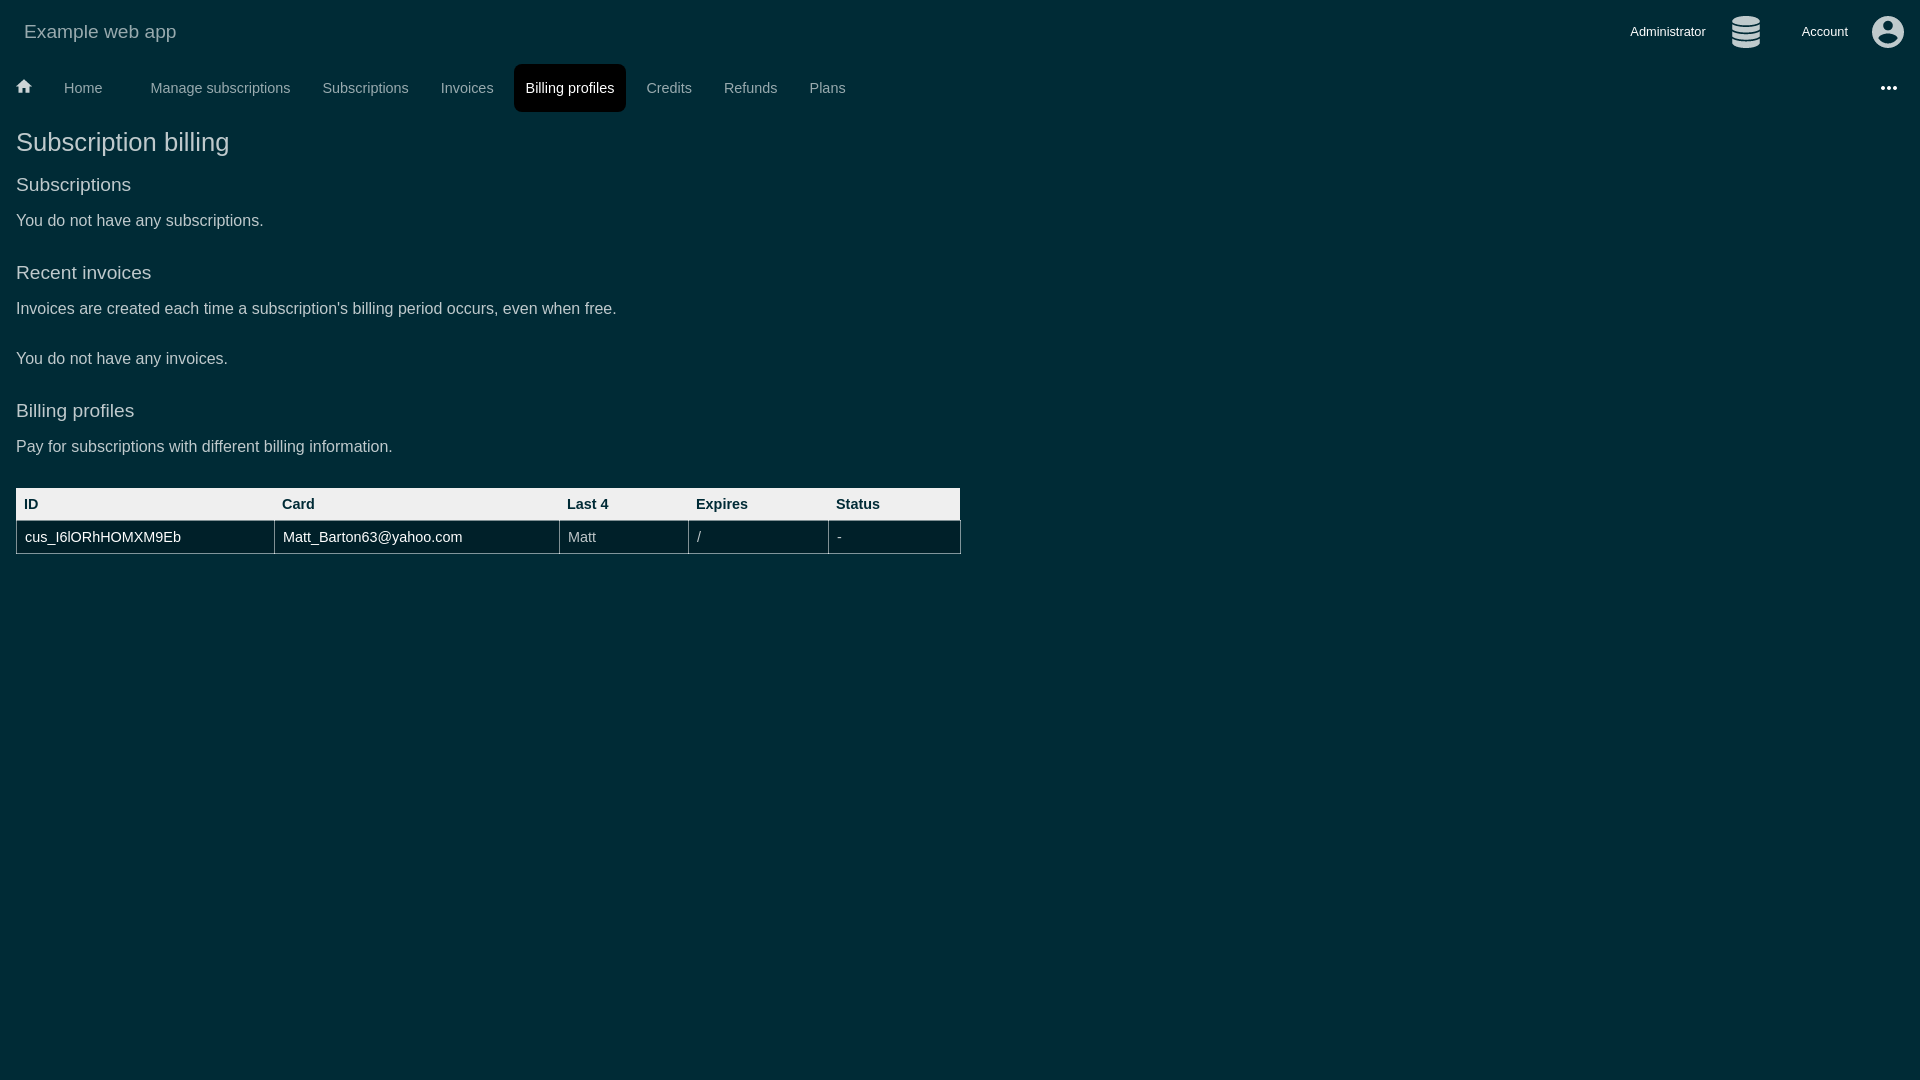 Example web app
Administrator
Account
Home
Manage subscriptions
Subscriptions
Invoices
Billing profiles
Credits
Refunds
Plans
Subscription billing
Subscriptions
You do not have any subscriptions.
Recent invoices
Invoices are created each time a subscription's billing period occurs, even when free.
You do not have any invoices.
Billing profiles
Pay for subscriptions with different billing information.
ID Card Last 4 Expires Status
cus_I6lORhHOMXM9Eb Matt_Barton63@yahoo.com Matt / -